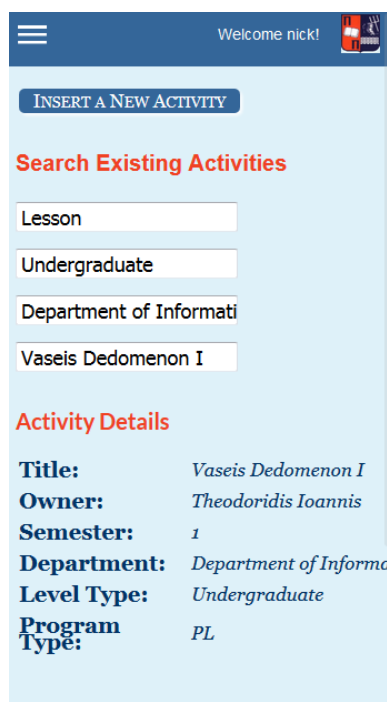 Welcome nick!
INSERT A NEW ACTIVITY
Search Existing Activities
Lesson
Undergraduate
Department of Informati
Vaseis Dedomenon I
Activity Details
Title: Vaseis Dedomenon I
Owner: Theodoridis Ioannis
Semester: 1
Department: Department of Informa
Level Type: Undergraduate
Program
Type: PL